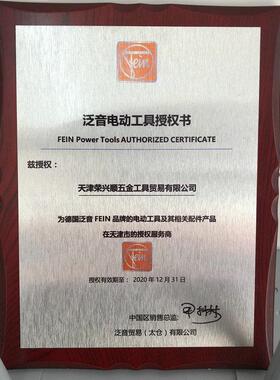 Fein
泛音电动工具授权书
FEIN Power Tools AUTHORIZED CERTIFICATE
兹授权：
天津荣兴顺五金工具贸易有限公司
为德国泛音 FEIN 品牌的电动工具及其相关配件产品
在天津市的授权服务商
Fein
授权有效期至： 2020 年 12 月 31 日
中国区销售总监：
泛音贸易（太仓）有限公司